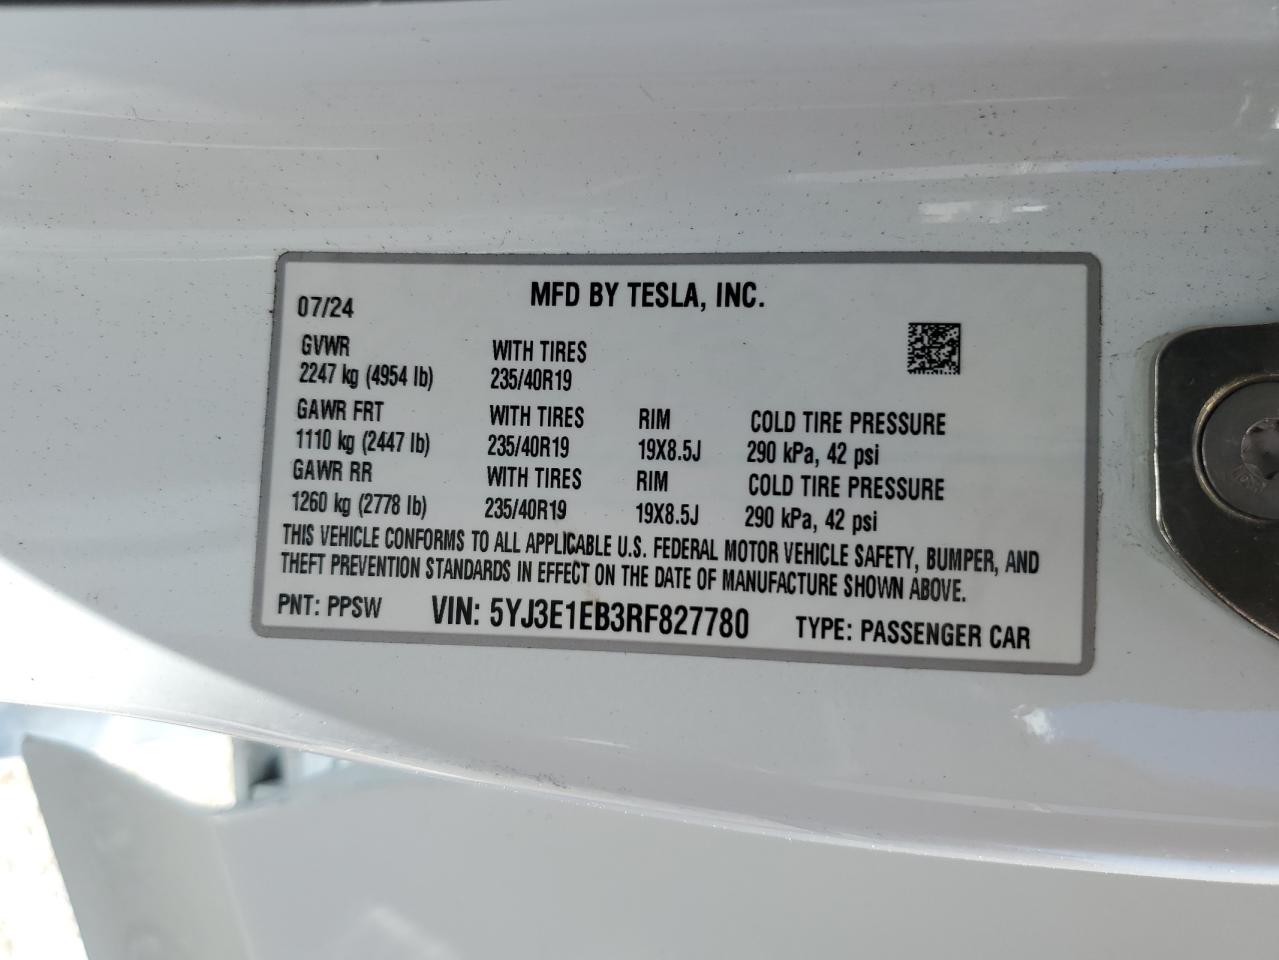 MFD BY TESLA, INC.
07/24
GVWR WITH TIRES
2247 kg (4954 lb) 235/40R19
GAWR FRT WITH TIRES RIM COLD TIRE PRESSURE
1110 kg (2447 lb) 235/40R19 19X8.5J 290 kPa, 42 psi
GAWR RR WITH TIRES RIM COLD TIRE PRESSURE
1260 kg (2778 lb) 235/40R19 19X8.5J 290 kPa, 42 psi
THIS VEHICLE CONFORMS TO ALL APPLICABLE U.S. FEDERAL MOTOR VEHICLE SAFETY, BUMPER, AND
THEFT PREVENTION STANDARDS IN EFFECT ON THE DATE OF MANUFACTURE SHOWN ABOVE.
PNT: PPSW VIN: 5YJ3E1EB3RF827780 TYPE: PASSENGER CAR